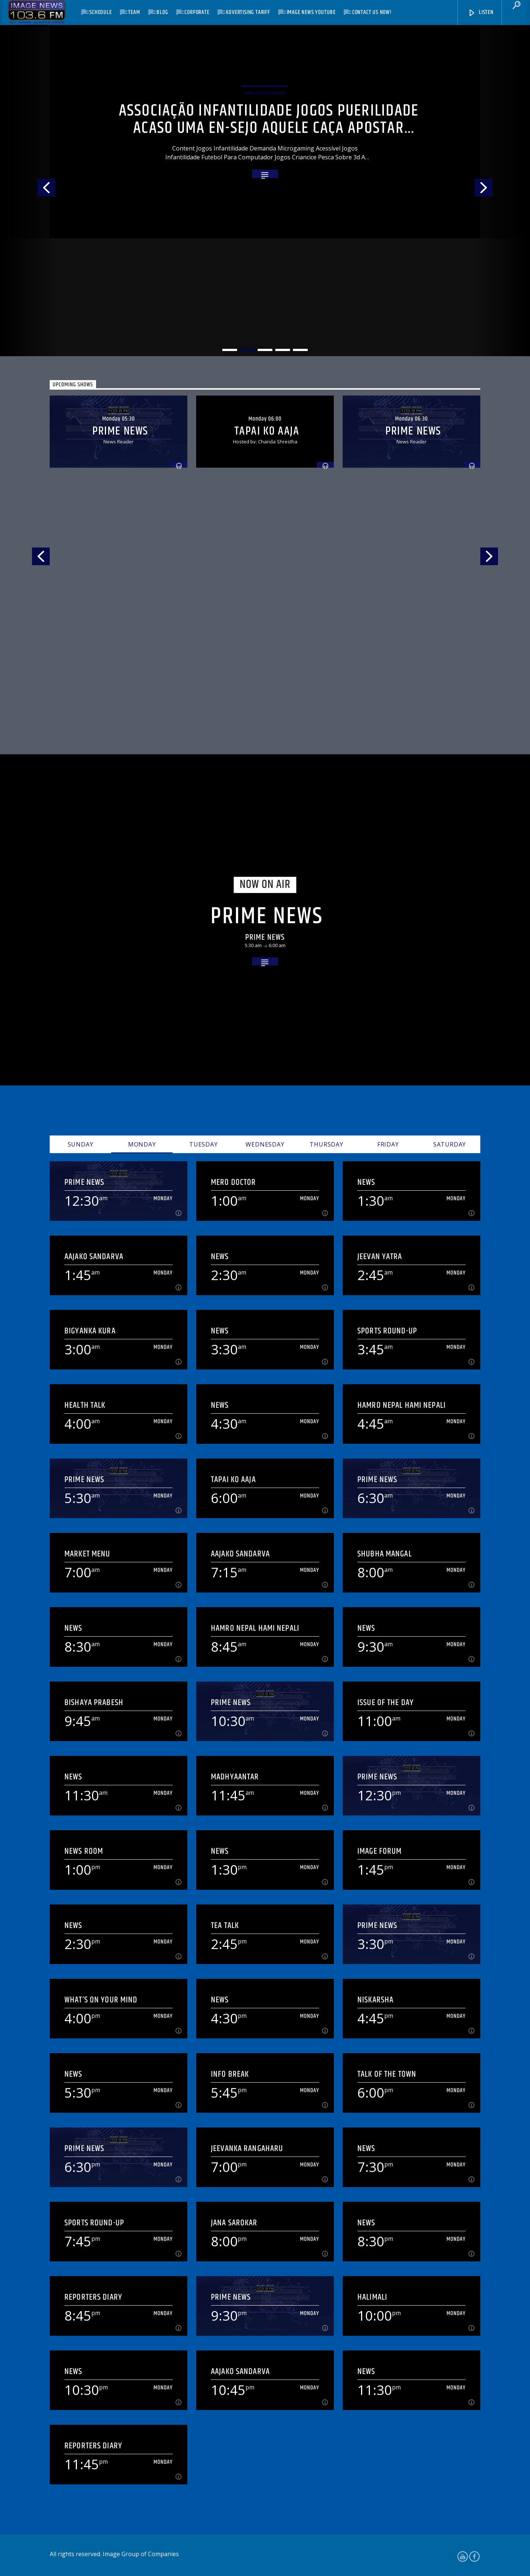 IMAGE NEWS
103.6 FM
SCHEDULE
TEAM
BLOG
CORPORATE
ADVERTISING TARIFF
IMAGE NEWS YOUTUBE
CONTACT US NOW!
LISTEN
ASSOCIAÇÃO INFANTILIDADE JOGOS PUERILIDADE
ACASO UMA EN-SEJO AQUELE CAÇA APOSTAR...
Content Jogos Infantilidade Demanda Microgaming Acessível Jogos
Infantilidade Futebol Para Computador Jogos Criancice Pesca Sobre 3d A...
UPCOMING SHOWS
Monday 05:30
PRIME NEWS
News Reader
Monday 06:00
TAPAI KO AAJA
Hosted by: Chanda Shrestha
Monday 06:30
PRIME NEWS
News Reader
NOW ON AIR
PRIME NEWS
PRIME NEWS
5:30 am → 6:00 am
SUNDAY
MONDAY
TUESDAY
WEDNESDAY
THURSDAY
FRIDAY
SATURDAY
PRIME NEWS
12:30am MONDAY
MERO DOCTOR
1:00am MONDAY
NEWS
1:30am MONDAY
AAJAKO SANDARVA
1:45am MONDAY
NEWS
2:30am MONDAY
JEEVAN YATRA
2:45am MONDAY
BIGYANKA KURA
3:00am MONDAY
NEWS
3:30am MONDAY
SPORTS ROUND-UP
3:45am MONDAY
HEALTH TALK
4:00am MONDAY
NEWS
4:30am MONDAY
HAMRO NEPAL HAMI NEPALI
4:45am MONDAY
PRIME NEWS
5:30am MONDAY
TAPAI KO AAJA
6:00am MONDAY
PRIME NEWS
6:30am MONDAY
MARKET MENU
7:00am MONDAY
AAJAKO SANDARVA
7:15am MONDAY
SHUBHA MANGAL
8:00am MONDAY
NEWS
8:30am MONDAY
HAMRO NEPAL HAMI NEPALI
8:45am MONDAY
NEWS
9:30am MONDAY
BISHAYA PRABESH
9:45am MONDAY
PRIME NEWS
10:30am MONDAY
ISSUE OF THE DAY
11:00am MONDAY
NEWS
11:30am MONDAY
MADHYAANTAR
11:45am MONDAY
PRIME NEWS
12:30pm MONDAY
NEWS ROOM
1:00pm MONDAY
NEWS
1:30pm MONDAY
IMAGE FORUM
1:45pm MONDAY
NEWS
2:30pm MONDAY
TEA TALK
2:45pm MONDAY
PRIME NEWS
3:30pm MONDAY
WHAT'S ON YOUR MIND
4:00pm MONDAY
NEWS
4:30pm MONDAY
NISKARSHA
4:45pm MONDAY
NEWS
5:30pm MONDAY
INFO BREAK
5:45pm MONDAY
TALK OF THE TOWN
6:00pm MONDAY
PRIME NEWS
6:30pm MONDAY
JEEVANKA RANGAHARU
7:00pm MONDAY
NEWS
7:30pm MONDAY
SPORTS ROUND-UP
7:45pm MONDAY
JANA SAROKAR
8:00pm MONDAY
NEWS
8:30pm MONDAY
REPORTERS DIARY
8:45pm MONDAY
PRIME NEWS
9:30pm MONDAY
HALIMALI
10:00pm MONDAY
NEWS
10:30pm MONDAY
AAJAKO SANDARVA
10:45pm MONDAY
NEWS
11:30pm MONDAY
REPORTERS DIARY
11:45pm MONDAY
All rights reserved. Image Group of Companies